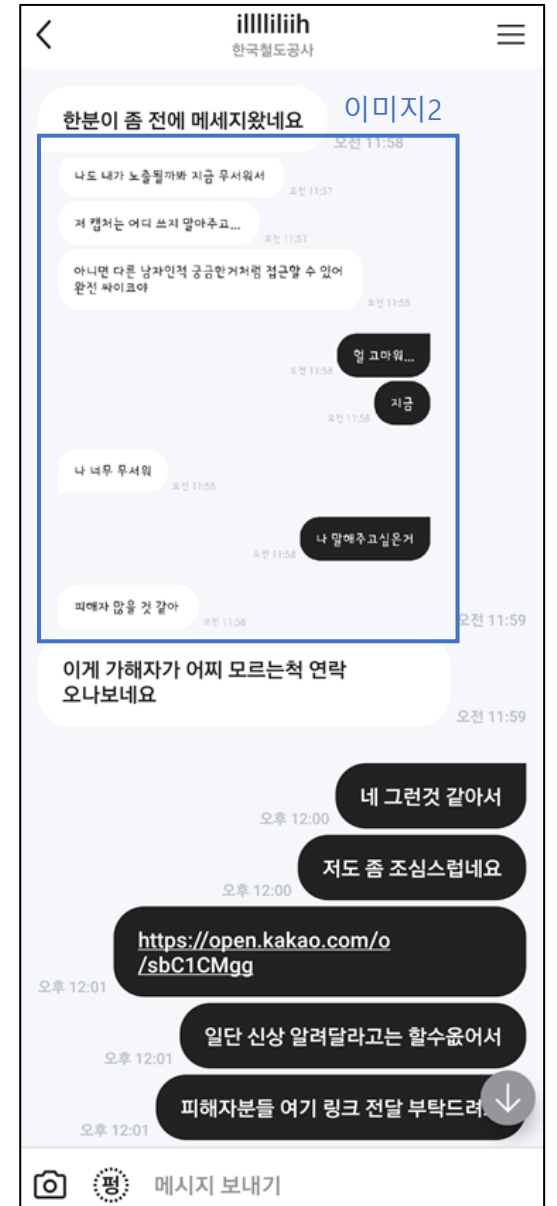 illlliliih
한국철도공사
한분이 좀 전에 메세지왔네요
이미지2
오전 11:58
나도 내가 노출될까봐 지금 무서워서
오전 11:57
저 캡처는 어디 쓰지 말아주고...
오전 11:57
아니면 다른 남자인척 궁금한거처럼 접근할 수 있어
완전 싸이코야
오전 11:58
헐 고마워...
오전 11:58
지금
오전 11:58
나 너무 무서워
오전 11:58
나 말해주고싶은거
오전 11:58
피해자 많을 것 같아
오전 11:58
오전 11:59
이게 가해자가 어찌 모르는척 연락
오나보네요
오전 11:59
네 그런것 같아서
오후 12:00
저도 좀 조심스럽네요
오후 12:00
https://open.kakao.com/o
/sbC1CMgg
오후 12:01
일단 신상 알려달라고는 할수옶어서
오후 12:01
피해자분들 여기 링크 전달 부탁드려
오후 12:01
평
메시지 보내기